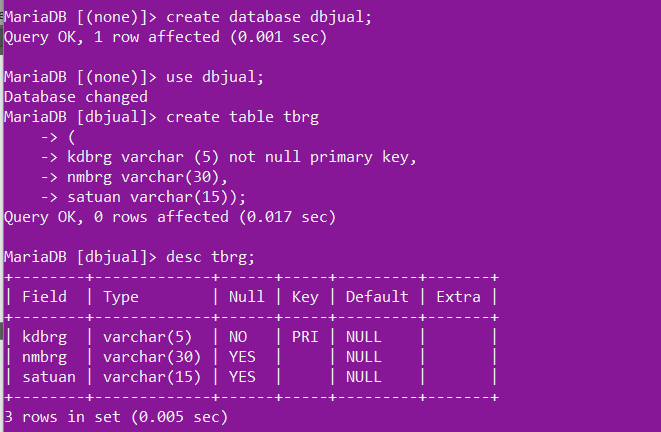 MariaDB [(none)]> create database dbjual;
Query OK, 1 row affected (0.001 sec)

MariaDB [(none)]> use dbjual;
Database changed
MariaDB [dbjual]> create table tbrg
    -> (
    -> kdbrg varchar (5) not null primary key,
    -> nmbrg varchar(30),
    -> satuan varchar(15));
Query OK, 0 rows affected (0.017 sec)

MariaDB [dbjual]> desc tbrg;
+--------+-------------+------+-----+---------+-------+
| Field  | Type        | Null | Key | Default | Extra |
+--------+-------------+------+-----+---------+-------+
| kdbrg  | varchar(5)  | NO   | PRI | NULL    |       |
| nmbrg  | varchar(30) | YES  |     | NULL    |       |
| satuan | varchar(15) | YES  |     | NULL    |       |
+--------+-------------+------+-----+---------+-------+
3 rows in set (0.005 sec)